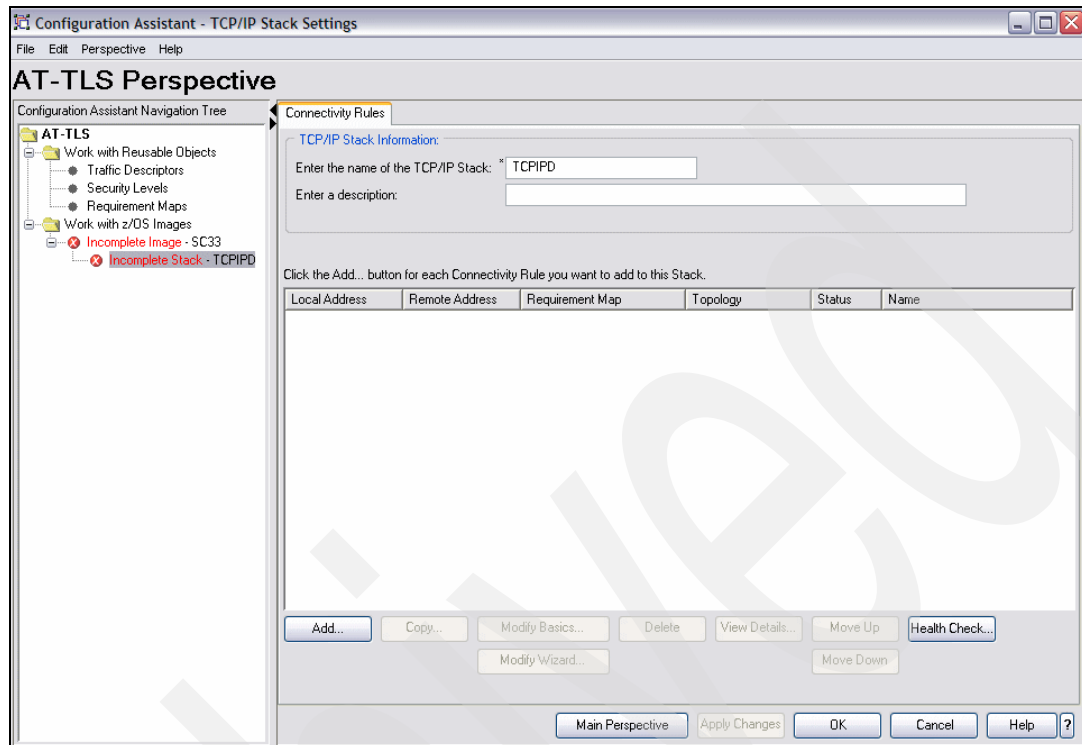 Configuration Assistant - TCP/IP Stack Settings
File Edit Perspective Help
AT-TLS Perspective
Configuration Assistant Navigation Tree
AT-TLS
Work with Reusable Objects
Traffic Descriptors
Security Levels
Requirement Maps
Work with z/OS Images
Incomplete Image - SC33
Incomplete Stack - TCPIPD
Connectivity Rules
TCP/IP Stack Information:
Enter the name of the TCP/IP Stack: * TCPIPD
Enter a description:
Click the Add... button for each Connectivity Rule you want to add to this Stack.
Local Address Remote Address Requirement Map Topology Status Name
Add... Copy... Modify Basics... Delete View Details... Move Up Health Check...
Modify Wizard... Move Down
Main Perspective Apply Changes OK Cancel Help ?